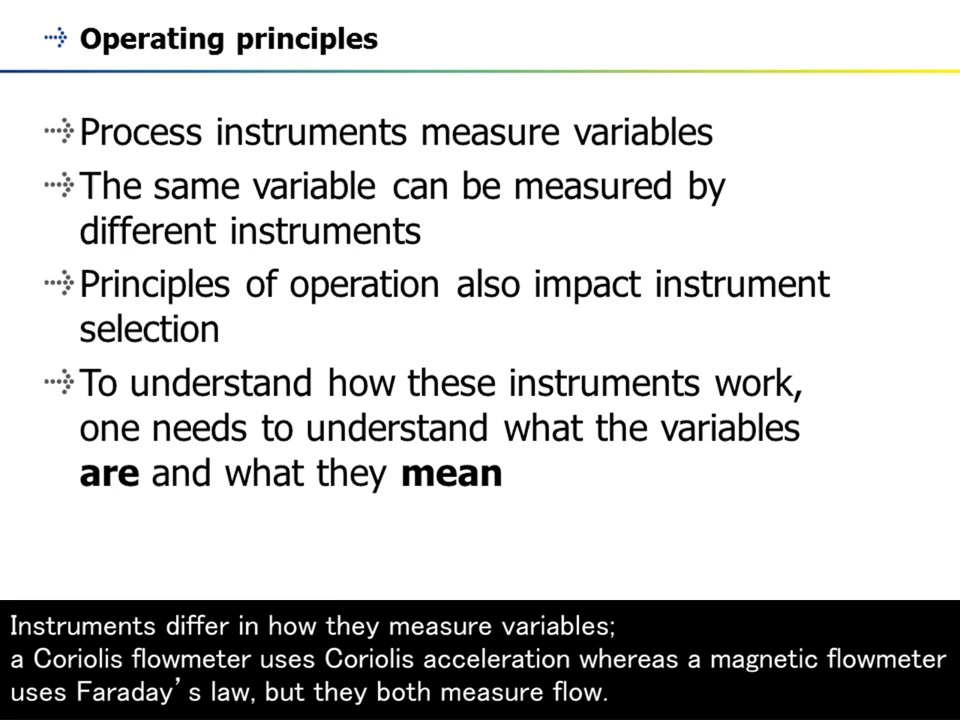 Operating principles
Process instruments measure variables
The same variable can be measured by
different instruments
Principles of operation also impact instrument
selection
To understand how these instruments work,
one needs to understand what the variables
are and what they mean
Instruments differ in how they measure variables;
a Coriolis flowmeter uses Coriolis acceleration whereas a magnetic flowmeter
uses Faraday’s law, but they both measure flow.